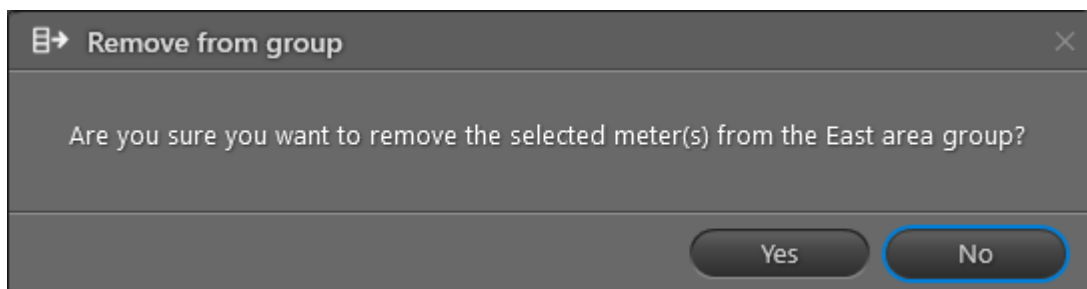 Remove from group
Are you sure you want to remove the selected meter(s) from the East area group?
Yes No